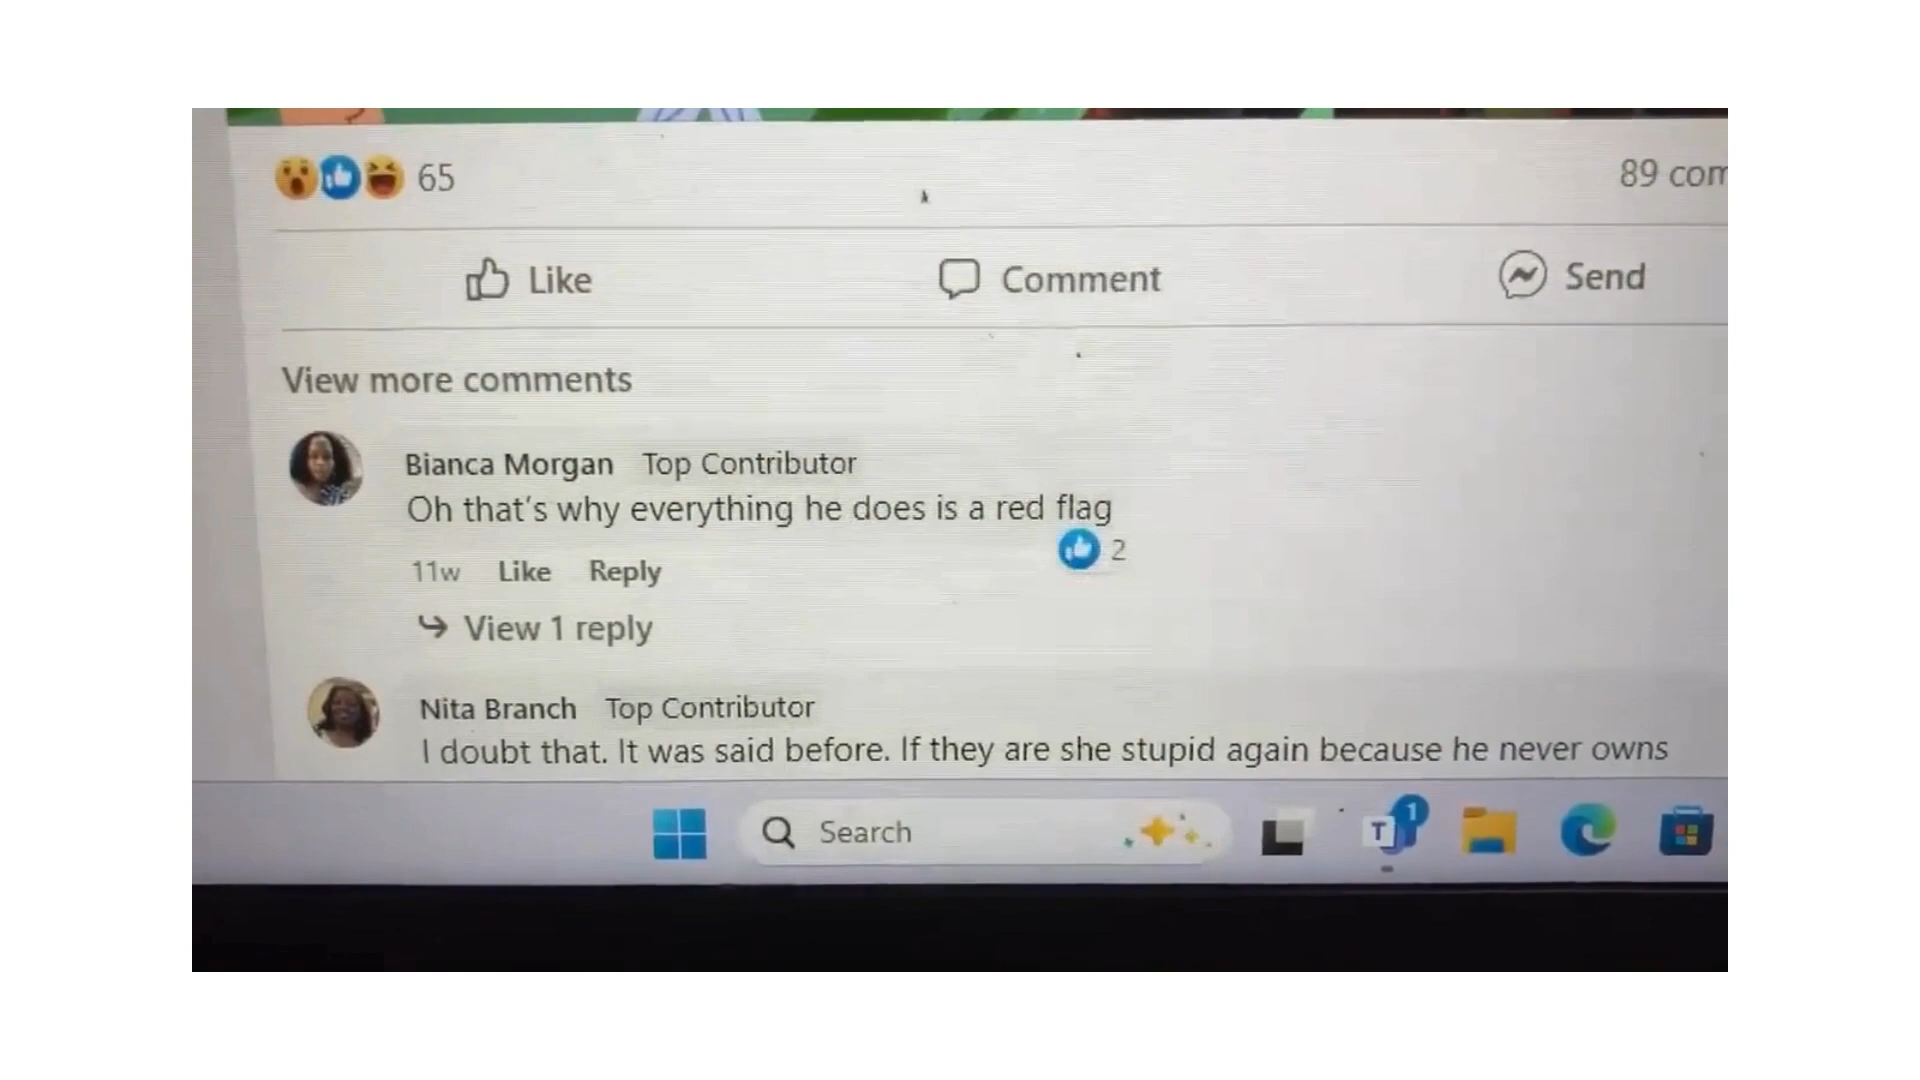 65
89 com
Like
Comment
Send
View more comments
Bianca Morgan Top Contributor
Oh that's why everything he does is a red flag
2
11w Like Reply
View 1 reply
Nita Branch Top Contributor
I doubt that. It was said before. If they are she stupid again because he never owns
Search
T
1